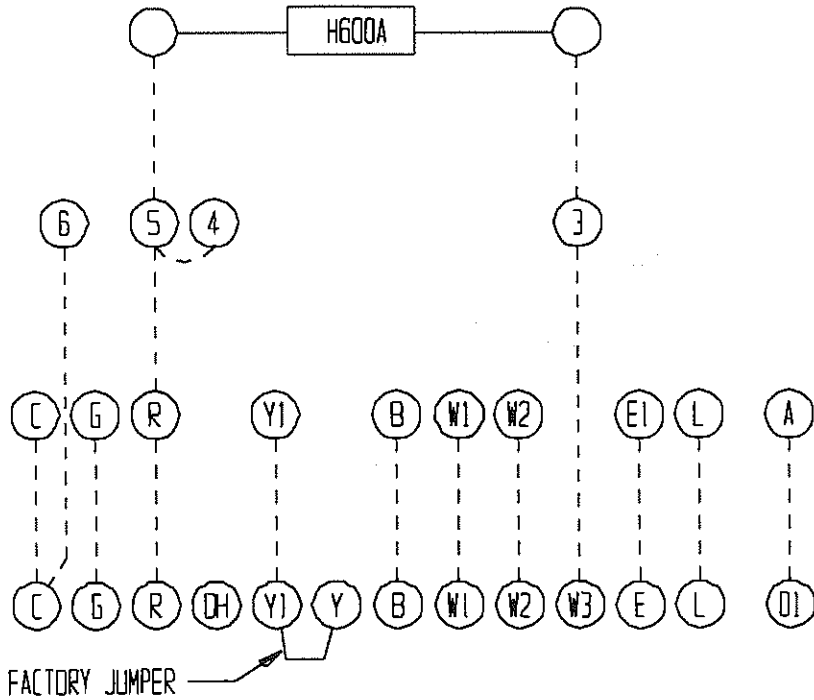 H600A
6 5 4 3
C G R Y1 B W1 W2 E1 L A
C G R DH Y1 Y B W1 W2 W3 E L D1
FACTORY JUMPER